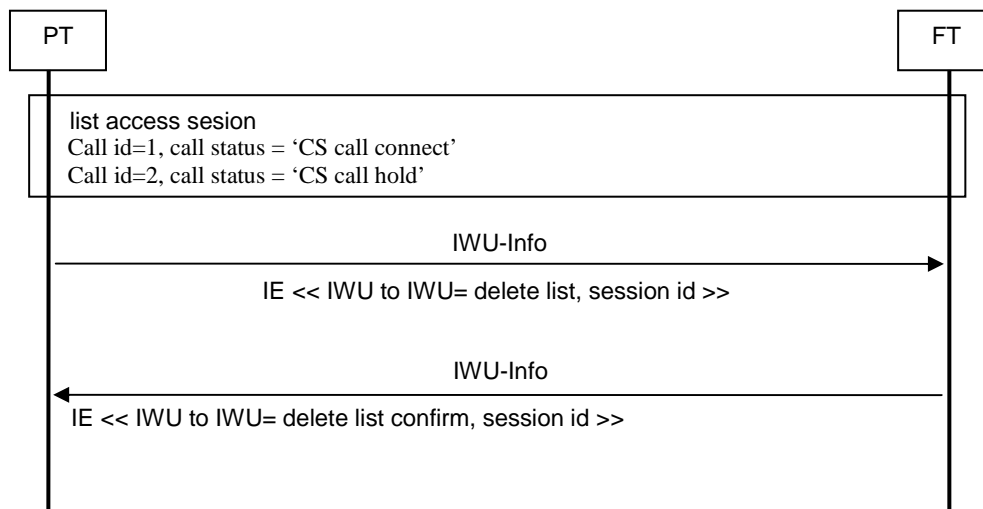 PT
FT
list access sesion
Call id=1, call status = ‘CS call connect’
Call id=2, call status = ‘CS call hold’
IWU-Info
IE << IWU to IWU= delete list, session id >>
IWU-Info
IE << IWU to IWU= delete list confirm, session id >>